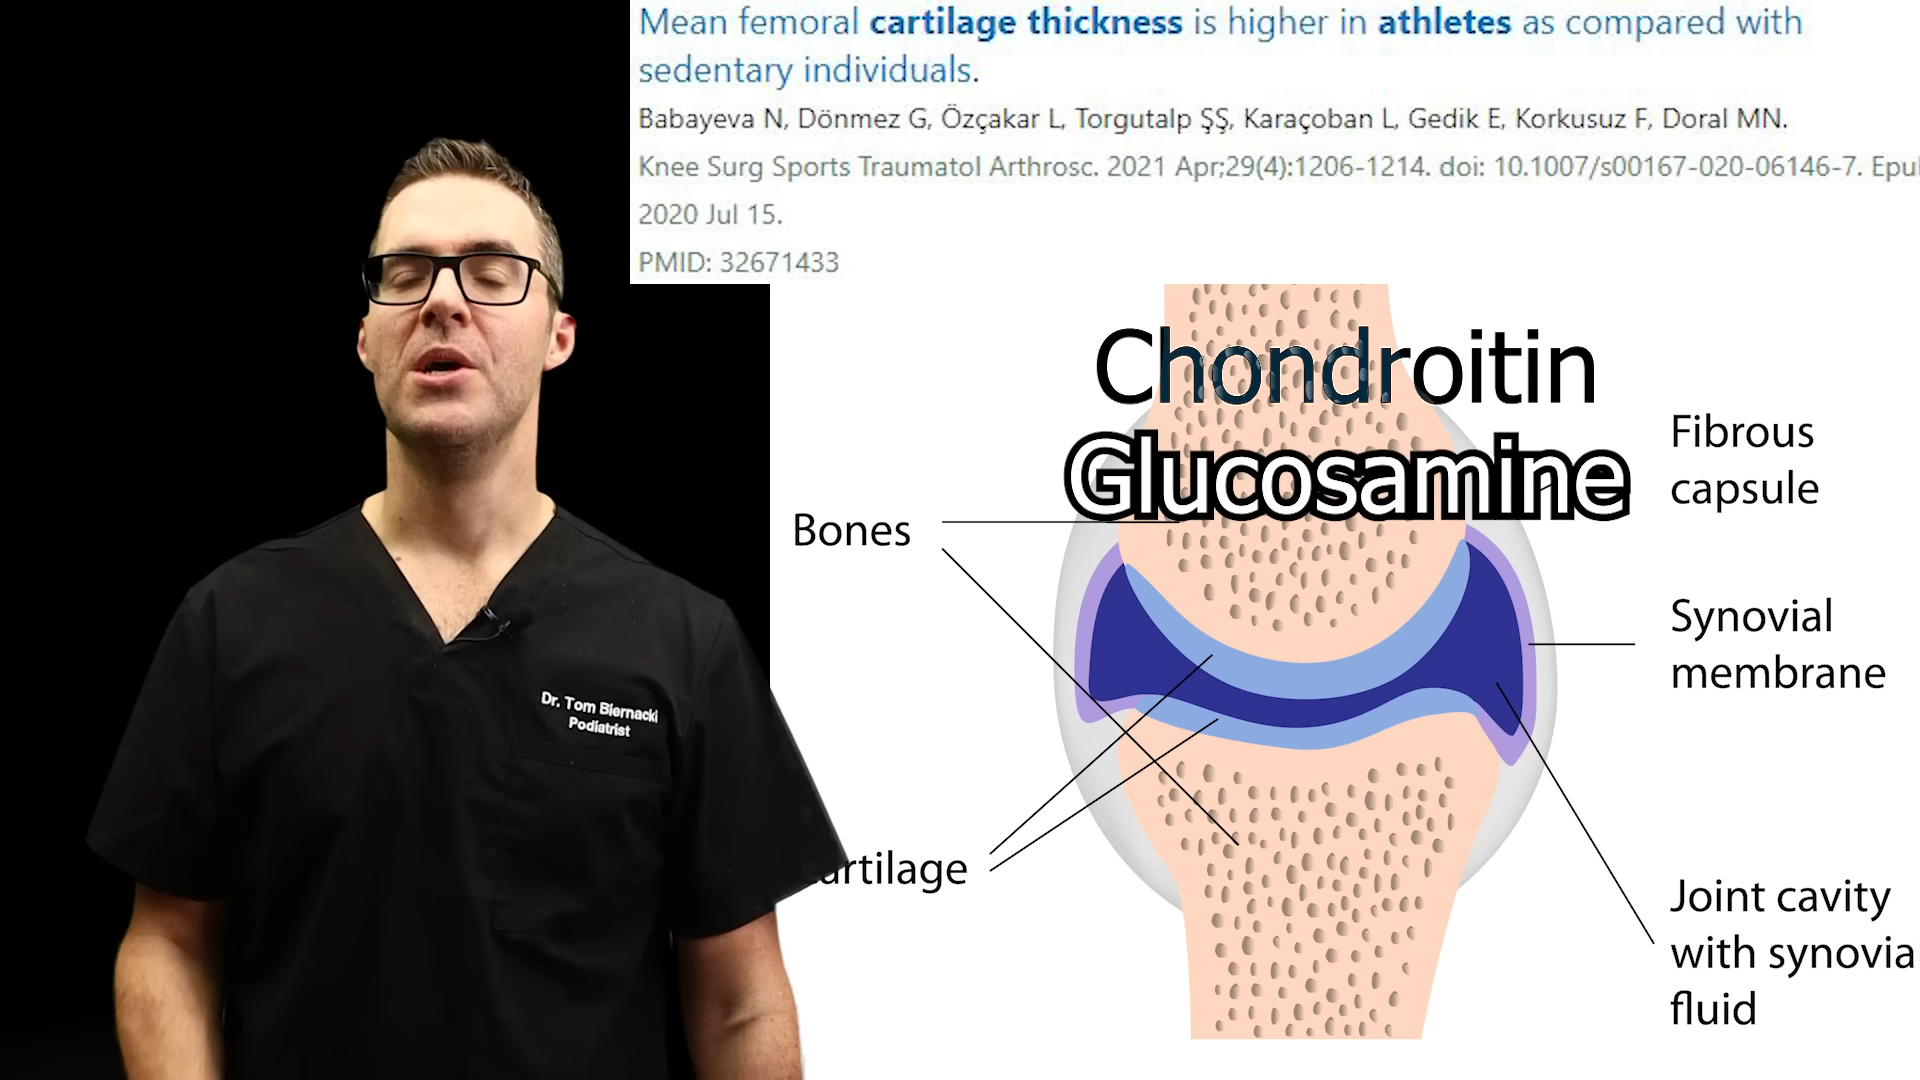 Mean femoral cartilage thickness is higher in athletes as compared with
sedentary individuals.
Babayeva N, Dönmez G, Özçakar L, Torgutalp ŞŞ, Karaçoban L, Gedik E, Korkusuz F, Doral MN.
Knee Surg Sports Traumatol Arthrosc. 2021 Apr;29(4):1206-1214. doi: 10.1007/s00167-020-06146-7. Epu
2020 Jul 15.
PMID: 32671433
Chondroitin
Glucosamine
Fibrous
capsule
Bones
Synovial
membrane
Dr. Tom Biernacki
Podiatrist
artilage
Joint cavity
with synovia
fluid